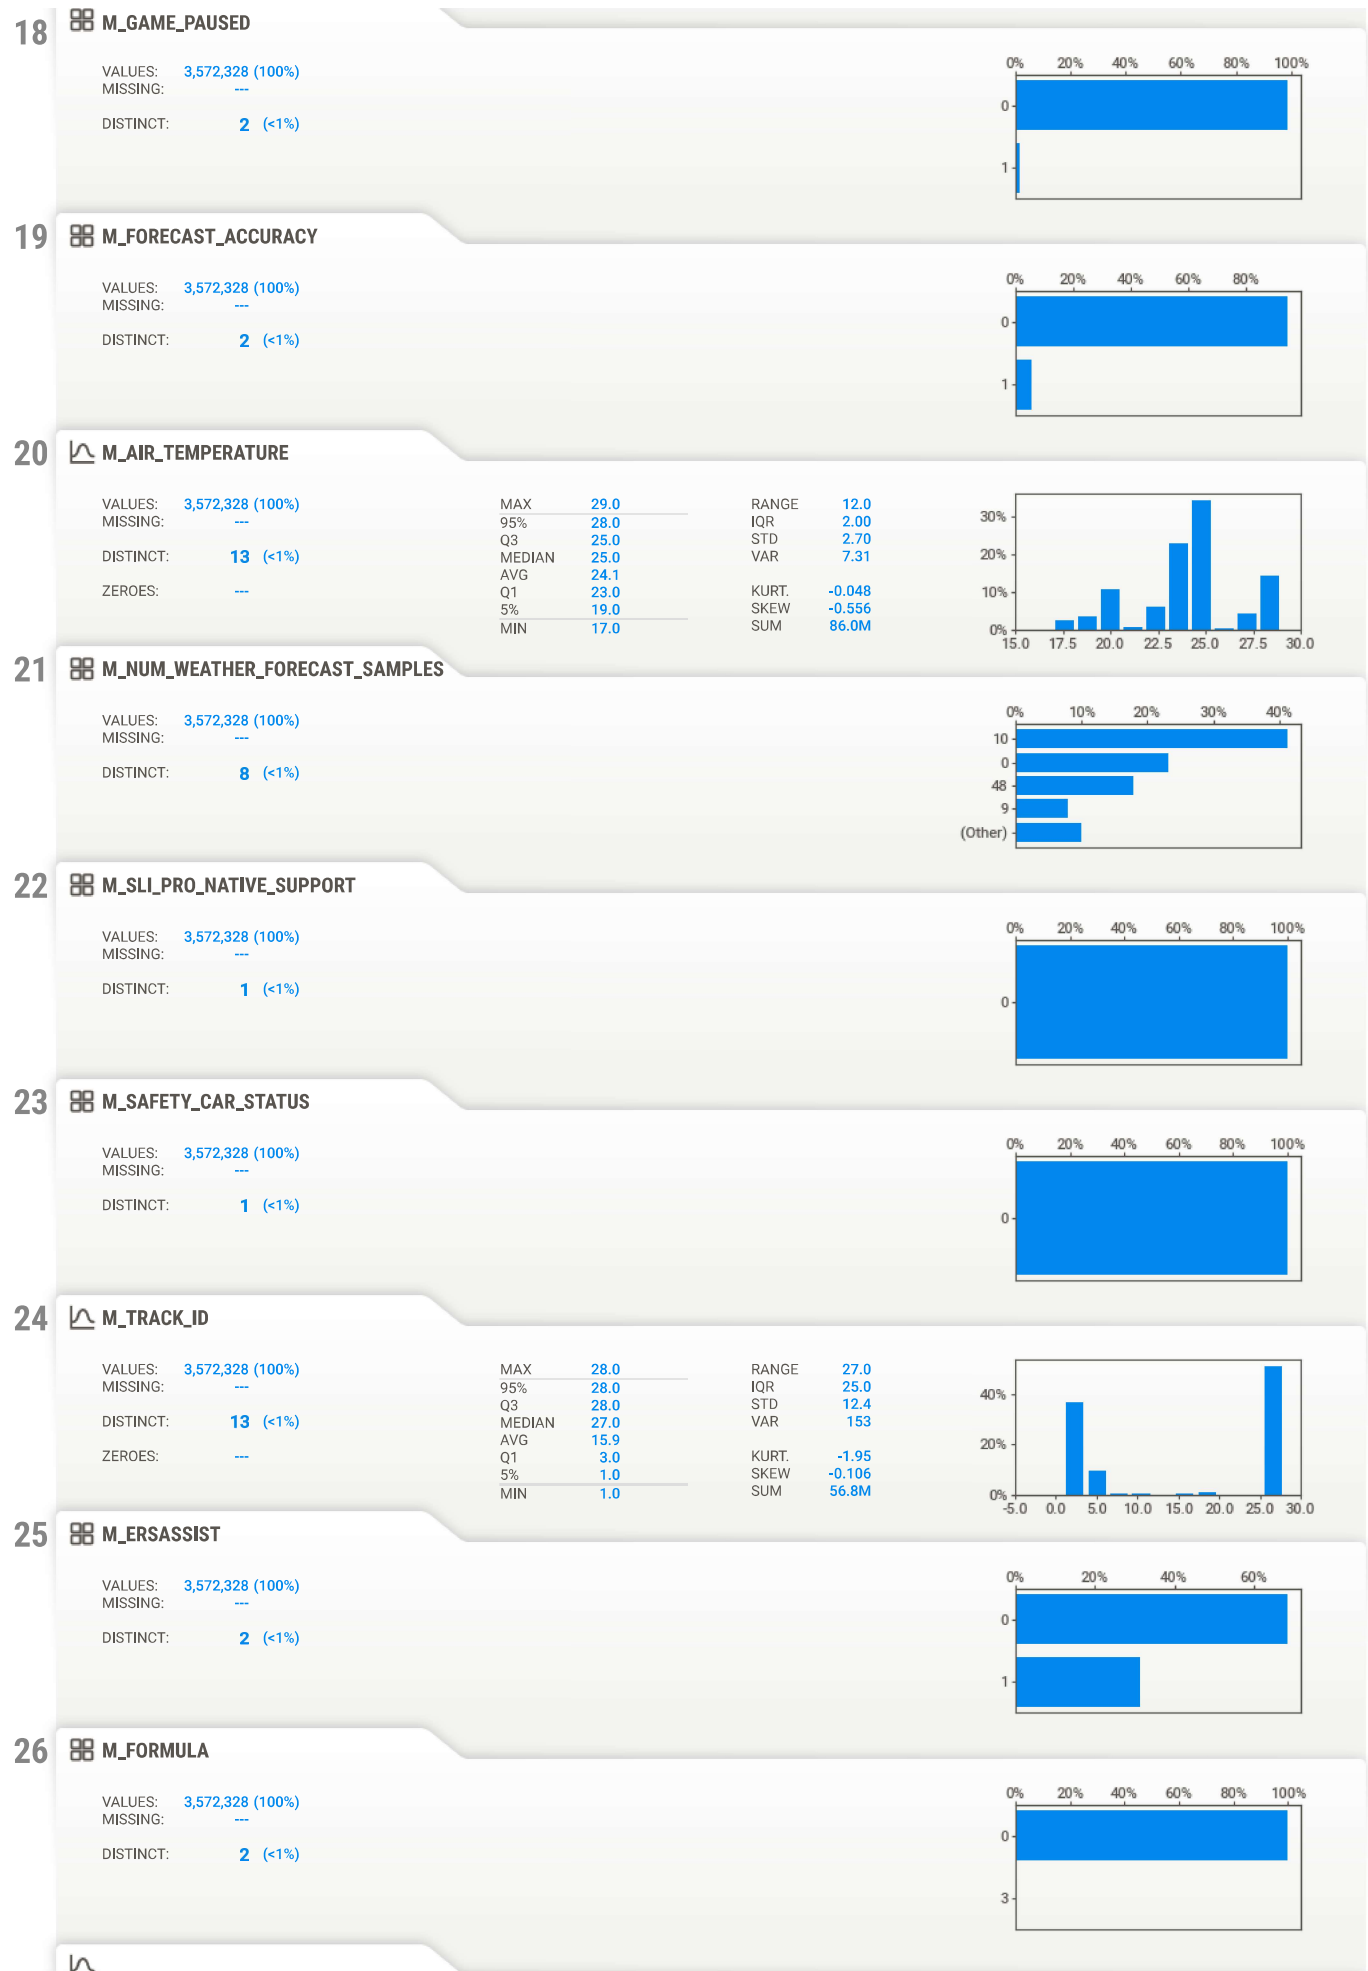 18 M_GAME_PAUSED
VALUES: 3,572,328 (100%)
MISSING: ---
DISTINCT: 2 (<1%)
0% 20% 40% 60% 80% 100%
0
1
19 M_FORECAST_ACCURACY
VALUES: 3,572,328 (100%)
MISSING: ---
DISTINCT: 2 (<1%)
0% 20% 40% 60% 80%
0
1
20 M_AIR_TEMPERATURE
VALUES: 3,572,328 (100%)
MISSING: ---
DISTINCT: 13 (<1%)
ZEROES: ---
MAX 29.0
95% 28.0
Q3 25.0
MEDIAN 25.0
AVG 24.1
Q1 23.0
5% 19.0
MIN 17.0
RANGE 12.0
IQR 2.00
STD 2.70
VAR 7.31
KURT. -0.048
SKEW -0.556
SUM 86.0M
30%
20%
10%
0%
15.0 17.5 20.0 22.5 25.0 27.5 30.0
21 M_NUM_WEATHER_FORECAST_SAMPLES
VALUES: 3,572,328 (100%)
MISSING: ---
DISTINCT: 8 (<1%)
0% 10% 20% 30% 40%
10
0
48
9
(Other)
22 M_SLI_PRO_NATIVE_SUPPORT
VALUES: 3,572,328 (100%)
MISSING: ---
DISTINCT: 1 (<1%)
0% 20% 40% 60% 80% 100%
0
23 M_SAFETY_CAR_STATUS
VALUES: 3,572,328 (100%)
MISSING: ---
DISTINCT: 1 (<1%)
0% 20% 40% 60% 80% 100%
0
24 M_TRACK_ID
VALUES: 3,572,328 (100%)
MISSING: ---
DISTINCT: 13 (<1%)
ZEROES: ---
MAX 28.0
95% 28.0
Q3 28.0
MEDIAN 27.0
AVG 15.9
Q1 3.0
5% 1.0
MIN 1.0
RANGE 27.0
IQR 25.0
STD 12.4
VAR 153
KURT. -1.95
SKEW -0.106
SUM 56.8M
40%
20%
0%
-5.0 0.0 5.0 10.0 15.0 20.0 25.0 30.0
25 M_ERSASSIST
VALUES: 3,572,328 (100%)
MISSING: ---
DISTINCT: 2 (<1%)
0% 20% 40% 60%
0
1
26 M_FORMULA
VALUES: 3,572,328 (100%)
MISSING: ---
DISTINCT: 2 (<1%)
0% 20% 40% 60% 80% 100%
0
3